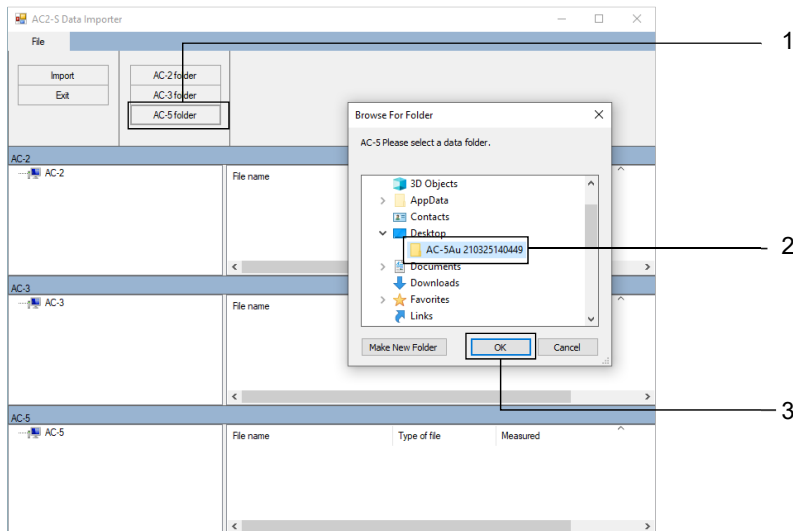 AC2-S Data Importer
1
File
Import
AC-2 folder
Exit
AC-3 folder
AC-5 folder
Browse For Folder
AC-5 Please select a data folder.
3D Objects
AppData
Contacts
Desktop
AC-5Au 210325140449
2
Documents
Downloads
Favorites
Links
Make New Folder
OK
Cancel
3
AC-2
AC-2
File name
AC-3
AC-3
File name
AC-5
AC-5
File name Type of file Measured